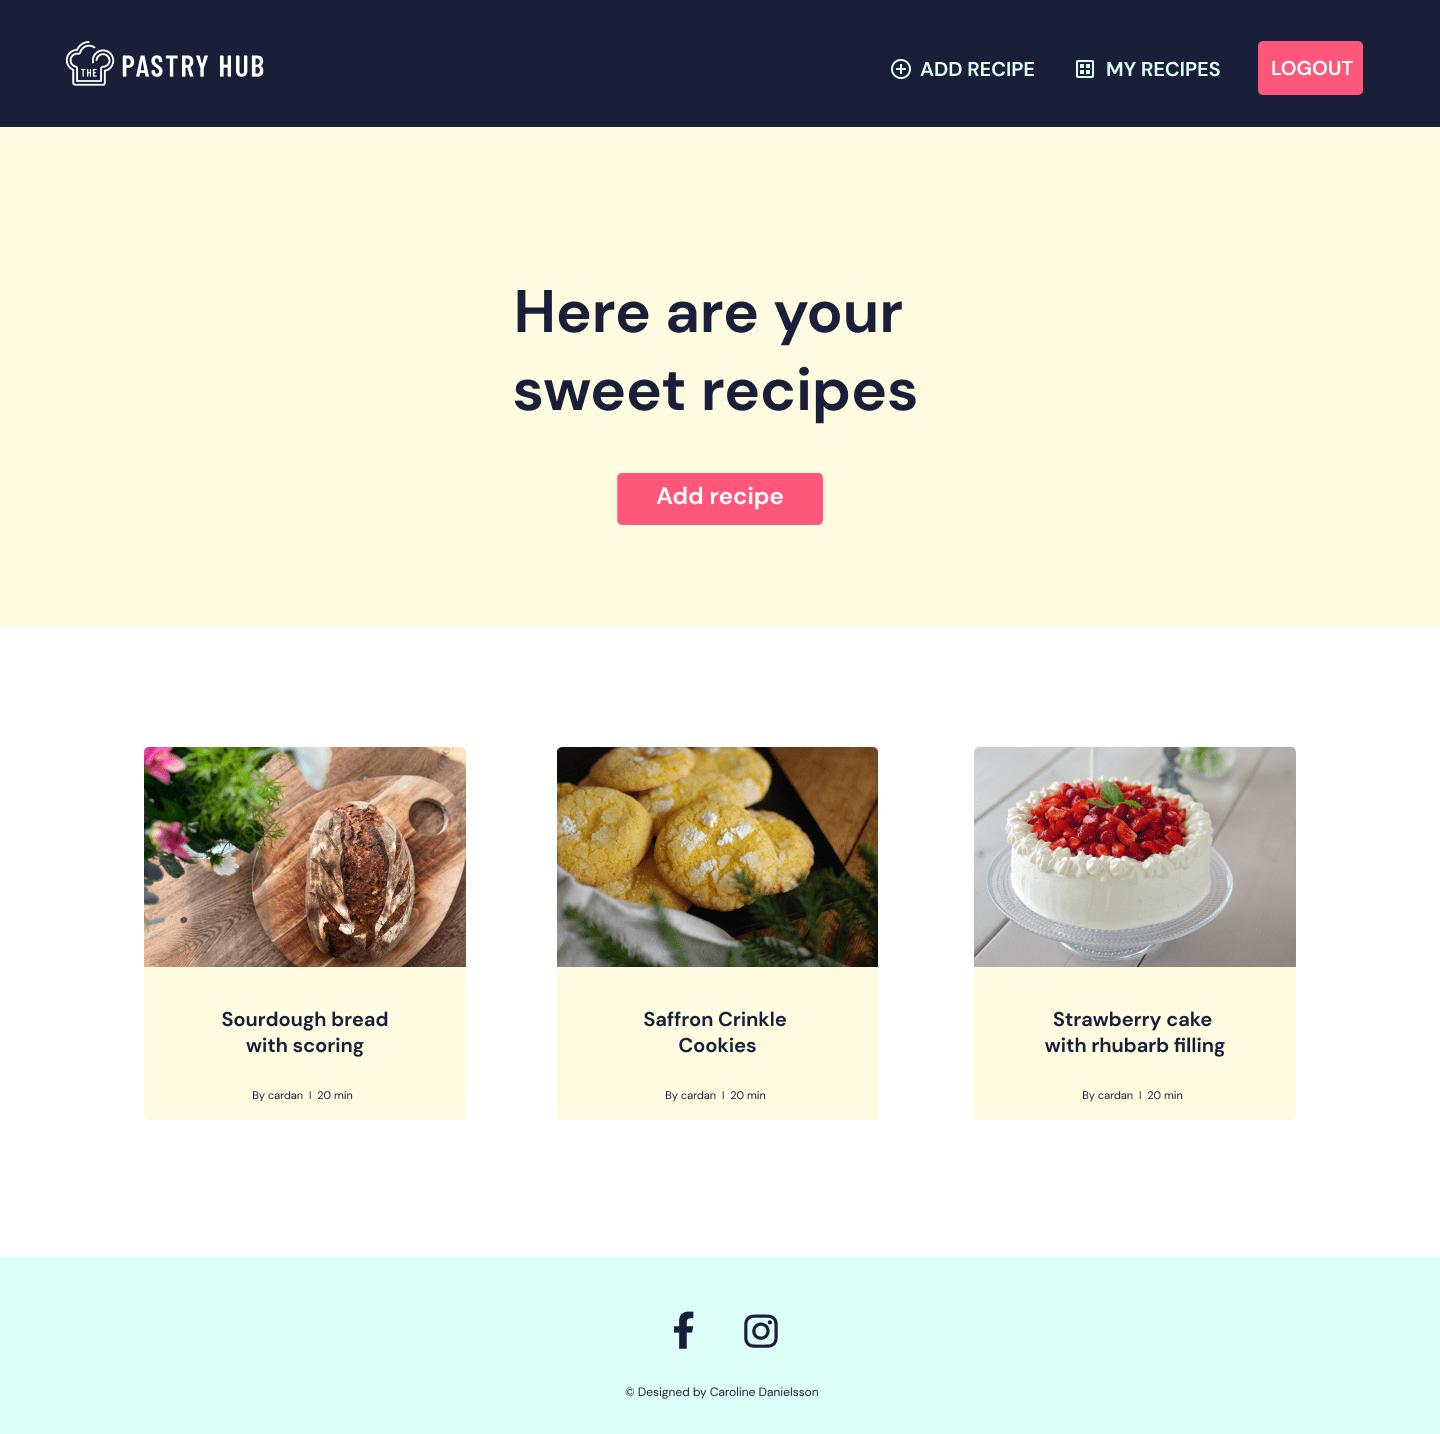 THE PASTRY HUB
ADD RECIPE
MY RECIPES
LOGOUT
Here are your
sweet recipes
Add recipe
Sourdough bread
with scoring
By cardan | 20 min
Saffron Crinkle
Cookies
By cardan | 20 min
Strawberry cake
with rhubarb filling
By cardan | 20 min
© Designed by Caroline Danielsson